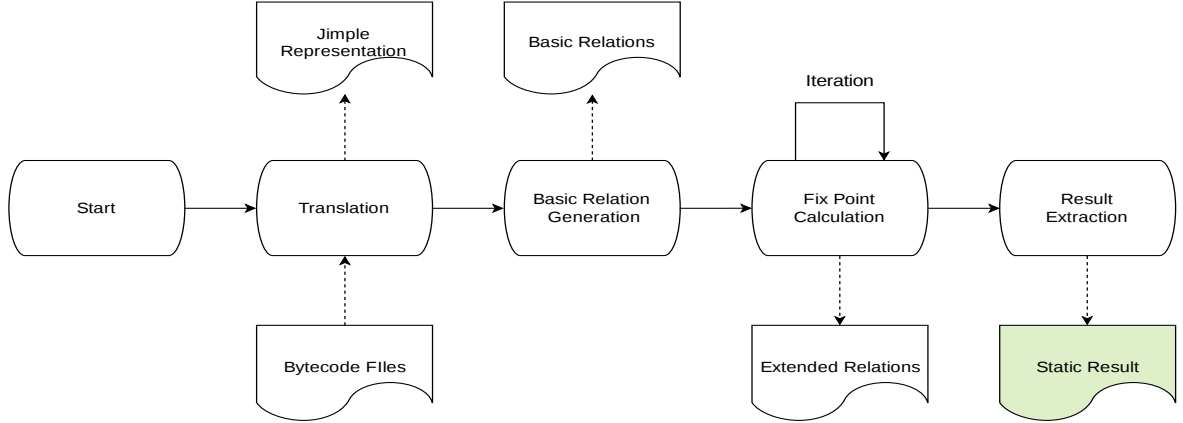 Jimple
Representation
Basic Relations
Iteration
Start
Translation
Basic Relation
Generation
Fix Point
Calculation
Result
Extraction
Bytecode FIles
Extended Relations
Static Result